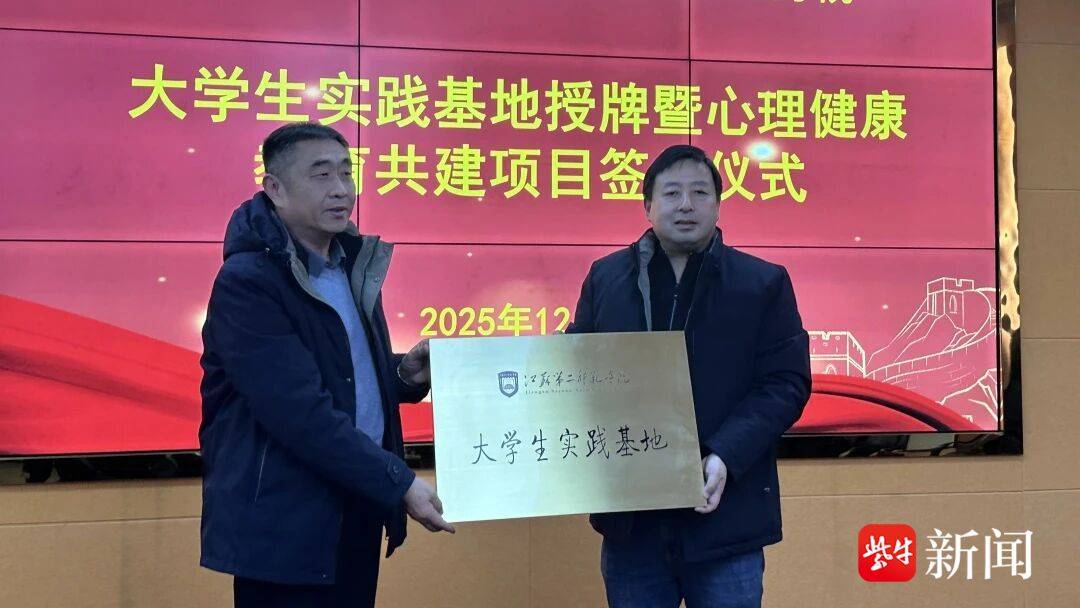 大学生实践基地授牌暨心理健康
教育共建项目签 仪式
2025年12
江苏第二师范学院
大学生实践基地
紫牛 新闻